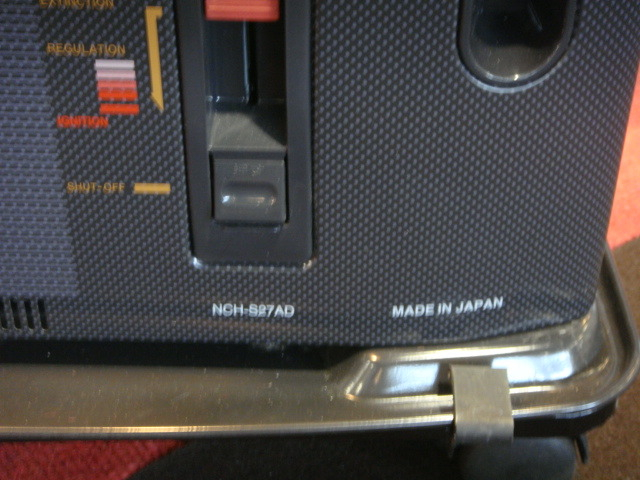 EXTINCTION
REGULATION
IGNITION
SHUT-OFF
NCH-S27AD
MADE IN JAPAN